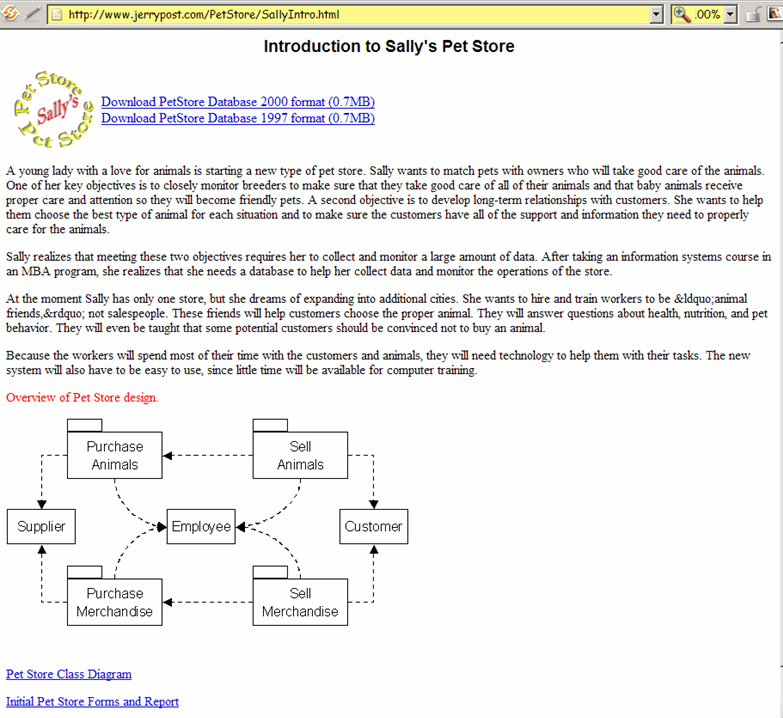 http://www.jerrypost.com/PetStore/SallyIntro.html
.00%
Introduction to Sally's Pet Store
Pet Store
Sally's
Pet Store
Download PetStore Database 2000 format (0.7MB)
Download PetStore Database 1997 format (0.7MB)
A young lady with a love for animals is starting a new type of pet store. Sally wants to match pets with owners who will take good care of the animals.
One of her key objectives is to closely monitor breeders to make sure that they take good care of all of their animals and that baby animals receive
proper care and attention so they will become friendly pets. A second objective is to develop long-term relationships with customers. She wants to help
them choose the best type of animal for each situation and to make sure the customers have all of the support and information they need to properly
care for the animals.
Sally realizes that meeting these two objectives requires her to collect and monitor a large amount of data. After taking an information systems course in
an MBA program, she realizes that she needs a database to help her collect data and monitor the operations of the store.
At the moment Sally has only one store, but she dreams of expanding into additional cities. She wants to hire and train workers to be &ldquo;animal
friends,&rdquo; not salespeople. These friends will help customers choose the proper animal. They will answer questions about health, nutrition, and pet
behavior. They will even be taught that some potential customers should be convinced not to buy an animal.
Because the workers will spend most of their time with the customers and animals, they will need technology to help them with their tasks. The new
system will also have to be easy to use, since little time will be available for computer training.
Overview of Pet Store design.
Purchase
Animals
Sell
Animals
Supplier
Employee
Customer
Purchase
Merchandise
Sell
Merchandise
Pet Store Class Diagram
Initial Pet Store Forms and Report